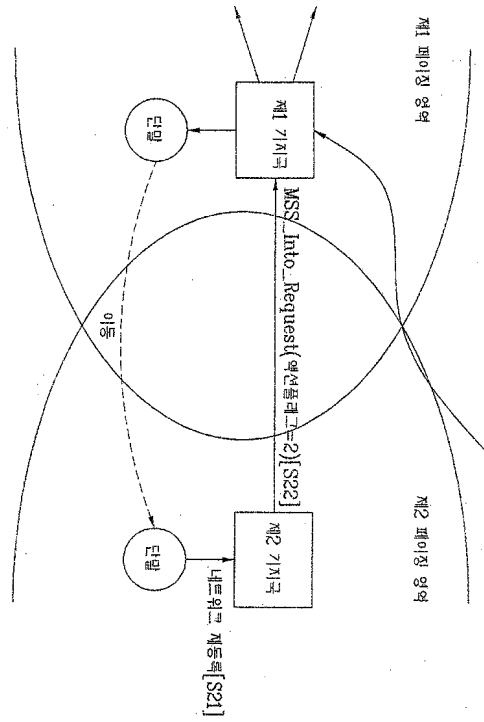 제1 페이징 영역
제2 페이징 영역
제1 기지국
MSS_Into_Request(액션플래그=2)[S22]
제2 기지국
단말
이동
단말
네트워크 재등록[S21]